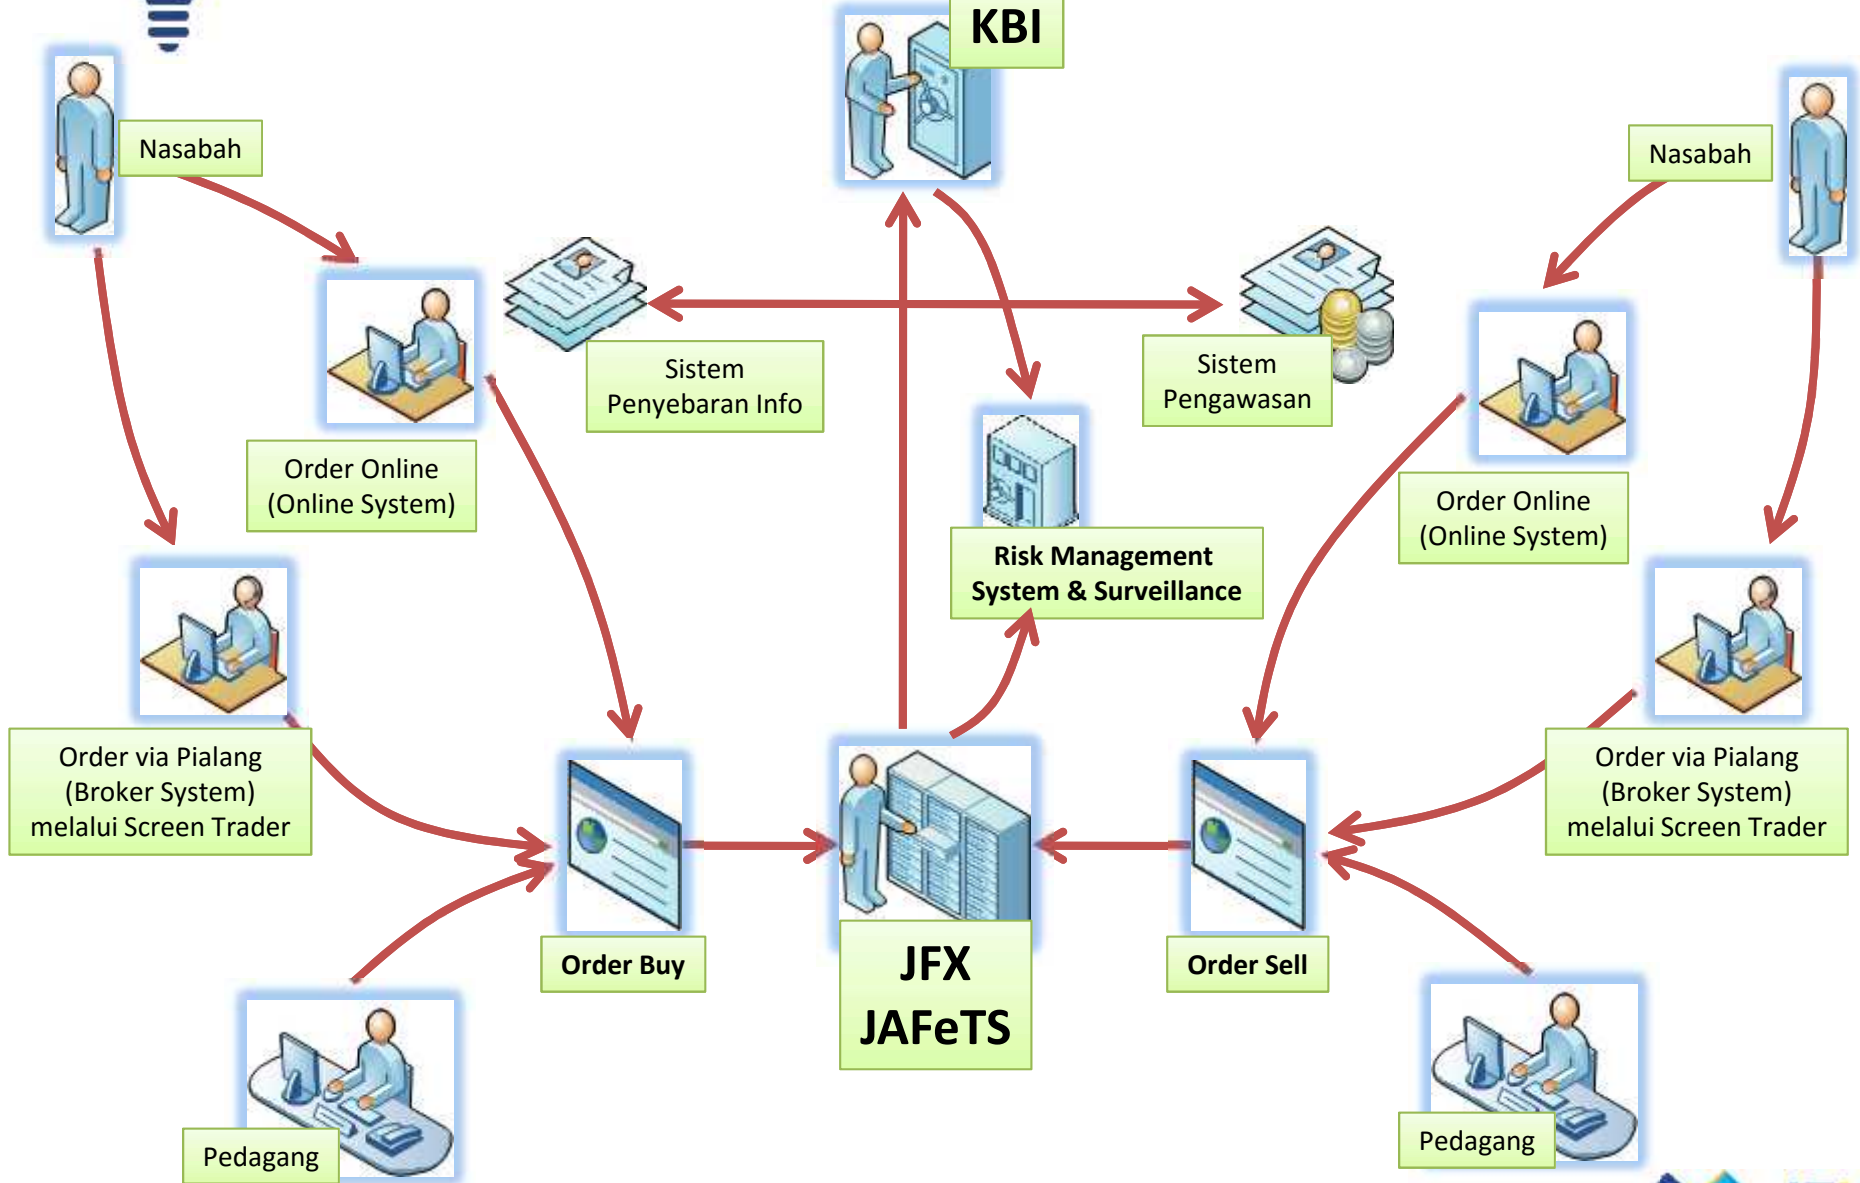 KBI
Nasabah
Nasabah
Sistem
Penyebaran Info
Sistem
Pengawasan
Order Online
(Online System)
Order Online
(Online System)
Risk Management
System & Surveillance
Order via Pialang
(Broker System)
melalui Screen Trader
Order via Pialang
(Broker System)
melalui Screen Trader
Order Buy
JFX
JAFeTS
Order Sell
Pedagang
Pedagang